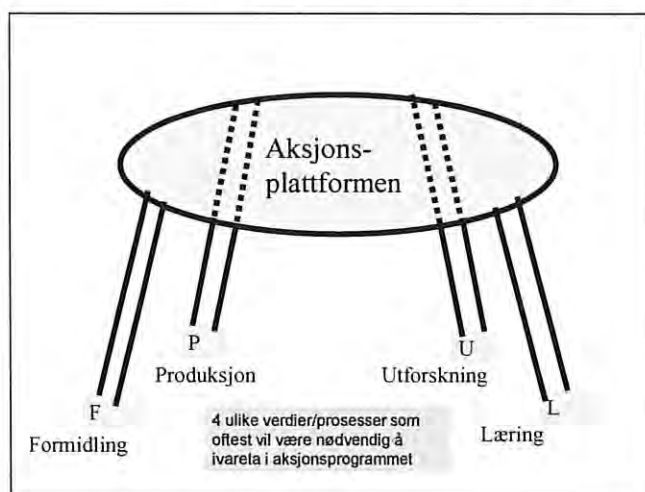 Aksjons-
plattformen
P
Produksjon
U
Utforskning
F
Formidling
L
Læring
4 ulike verdier/prosesser som
oftest vil være nødvendig å
ivareta i aksjonsprogrammet